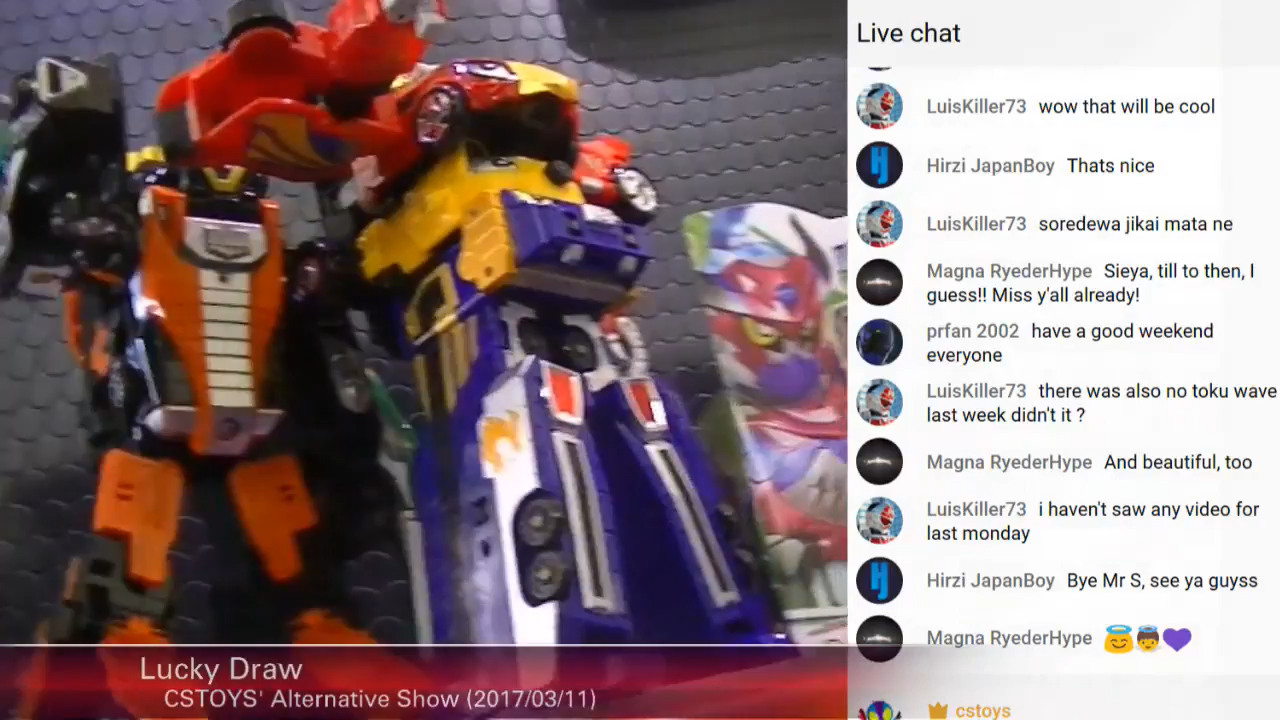 Live chat
LuisKiller73 wow that will be cool
Hirzi JapanBoy Thats nice
LuisKiller73 soredewa jikai mata ne
Magna RyederHype Sieya, till to then, I
guess!! Miss y'all already!
prfan 2002 have a good weekend
everyone
LuisKiller73 there was also no toku wave
last week didn't it ?
Magna RyederHype And beautiful, too
LuisKiller73 i haven't saw any video for
last monday
Hirzi JapanBoy Bye Mr S, see ya guyss
Magna RyederHype 😇👼💜
cstoys
Lucky Draw
CSTOYS' Alternative Show (2017/03/11)